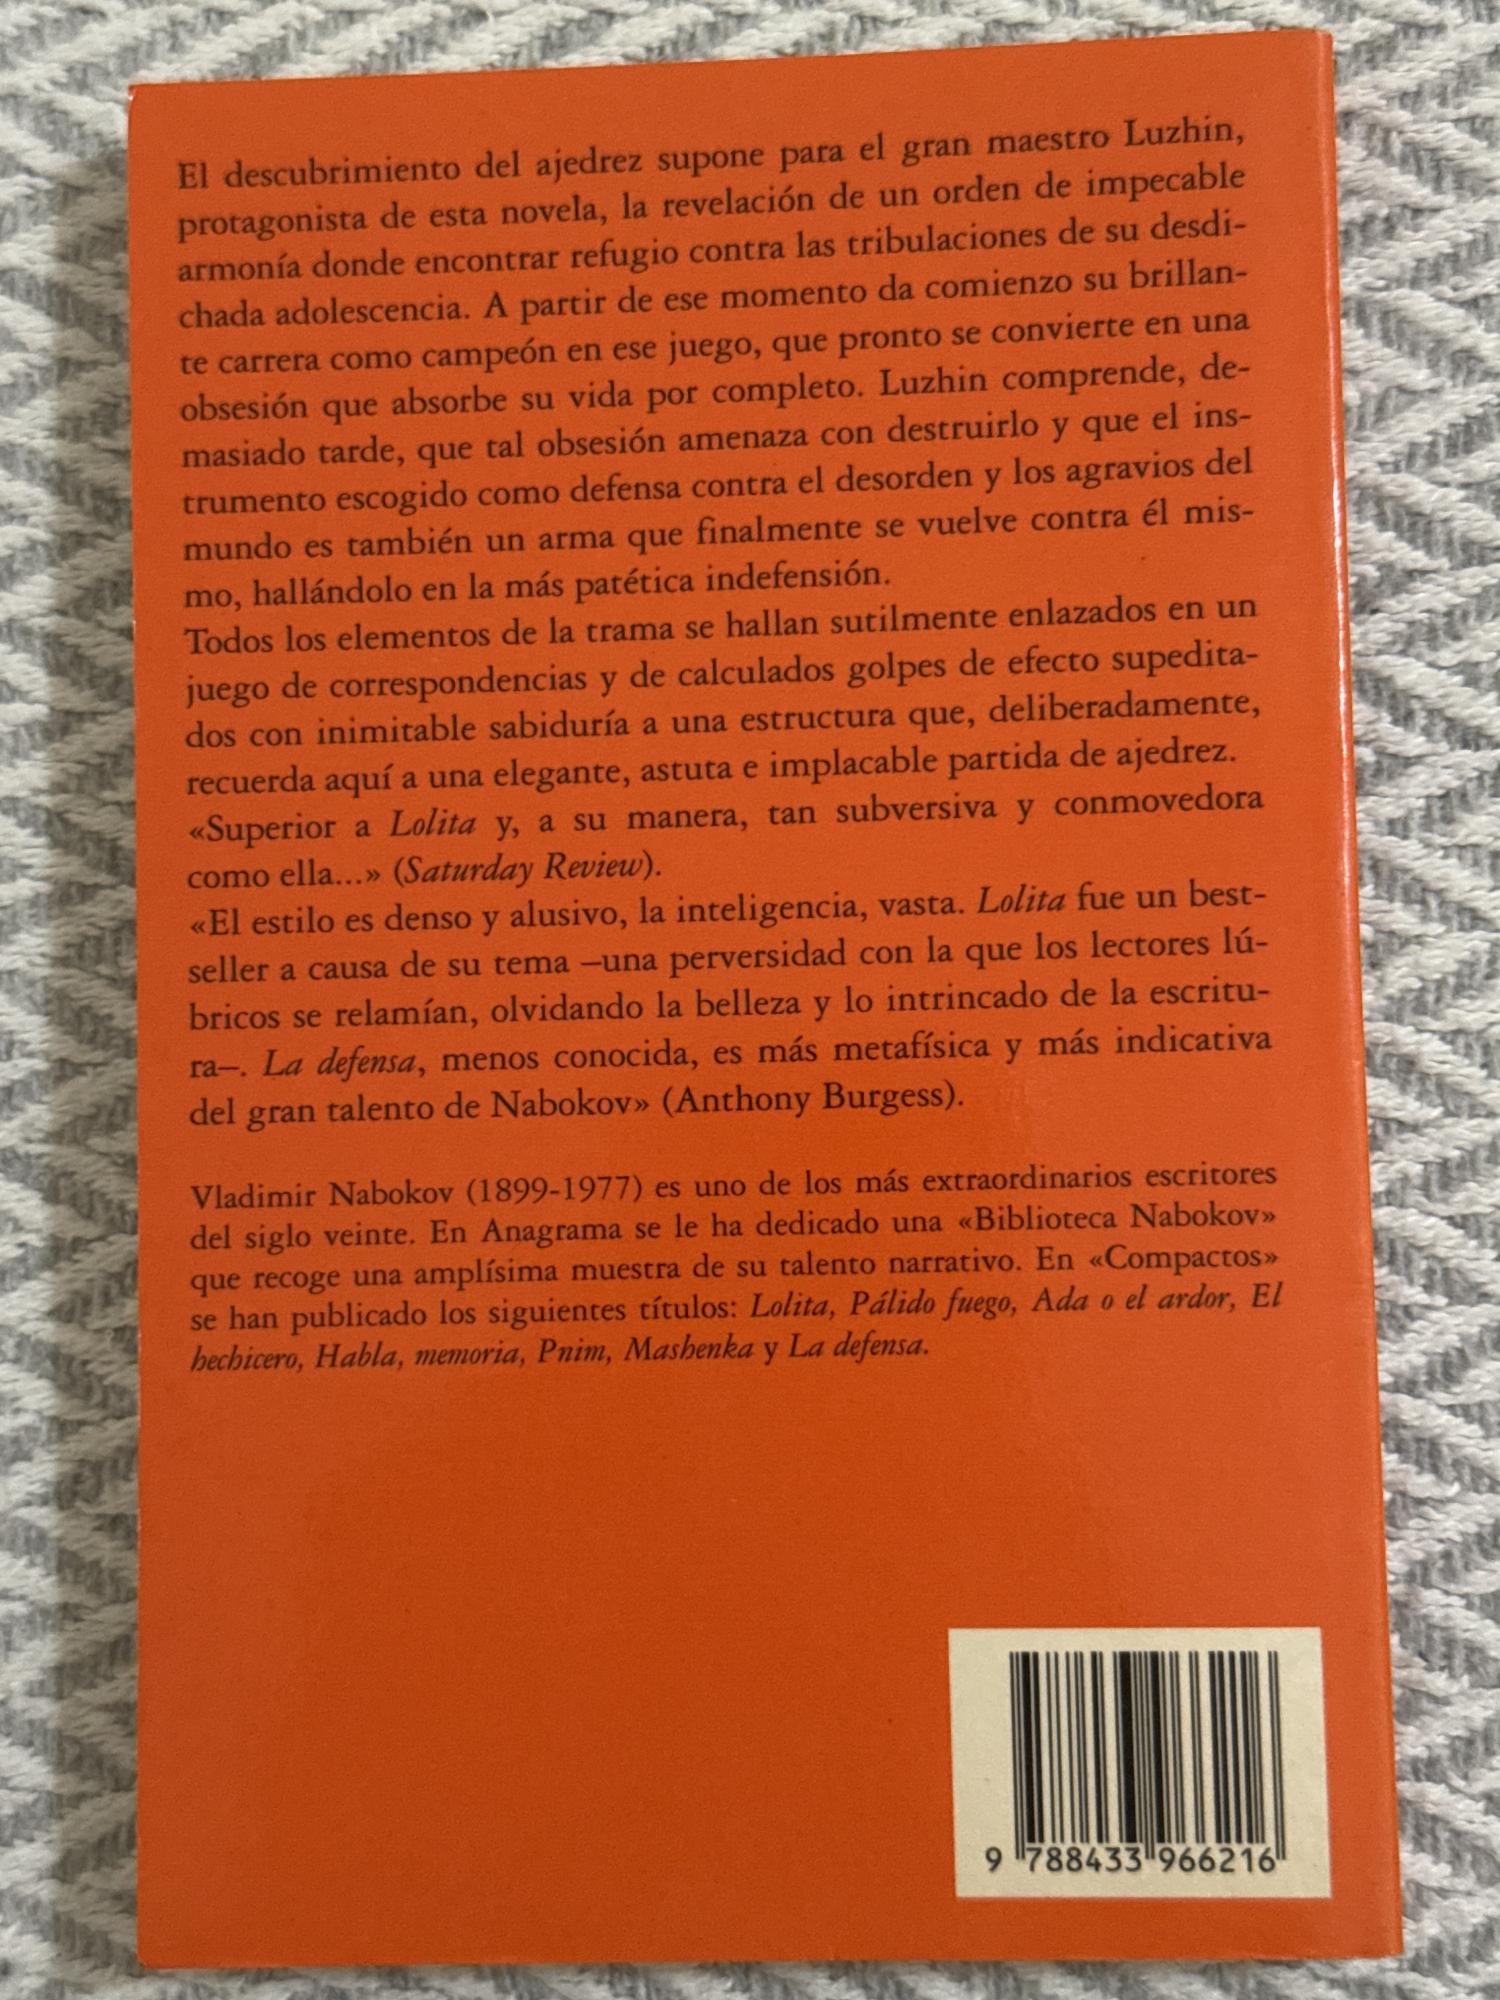 El descubrimiento del ajedrez supone para el gran maestro Luzhin,
protagonista de esta novela, la revelación de un orden de impecable
armonía donde encontrar refugio contra las tribulaciones de su desdi-
chada adolescencia. A partir de ese momento da comienzo su brillan-
te carrera como campeón en ese juego, que pronto se convierte en una
obsesión que absorbe su vida por completo. Luzhin comprende, de-
masiado tarde, que tal obsesión amenaza con destruirlo y que el ins-
trumento escogido como defensa contra el desorden y los agravios del
mundo es también un arma que finalmente se vuelve contra él mis-
mo, hallándolo en la más patética indefensión.
Todos los elementos de la trama se hallan sutilmente enlazados en un
juego de correspondencias y de calculados golpes de efecto supedita-
dos con inimitable sabiduría a una estructura que, deliberadamente,
recuerda aquí a una elegante, astuta e implacable partida de ajedrez.
«Superior a Lolita y, a su manera, tan subversiva y conmovedora
como ella...» (Saturday Review).
«El estilo es denso y alusivo, la inteligencia, vasta. Lolita fue un best-
seller a causa de su tema –una perversidad con la que los lectores lú-
bricos se relamían, olvidando la belleza y lo intrincado de la escritu-
ra–. La defensa, menos conocida, es más metafísica y más indicativa
del gran talento de Nabokov» (Anthony Burgess).
Vladimir Nabokov (1899-1977) es uno de los más extraordinarios escritores
del siglo veinte. En Anagrama se le ha dedicado una «Biblioteca Nabokov»
que recoge una amplísima muestra de su talento narrativo. En «Compactos»
se han publicado los siguientes títulos: Lolita, Pálido fuego, Ada o el ardor, El
hechicero, Habla, memoria, Pnim, Mashenka y La defensa.
9 788433 966216